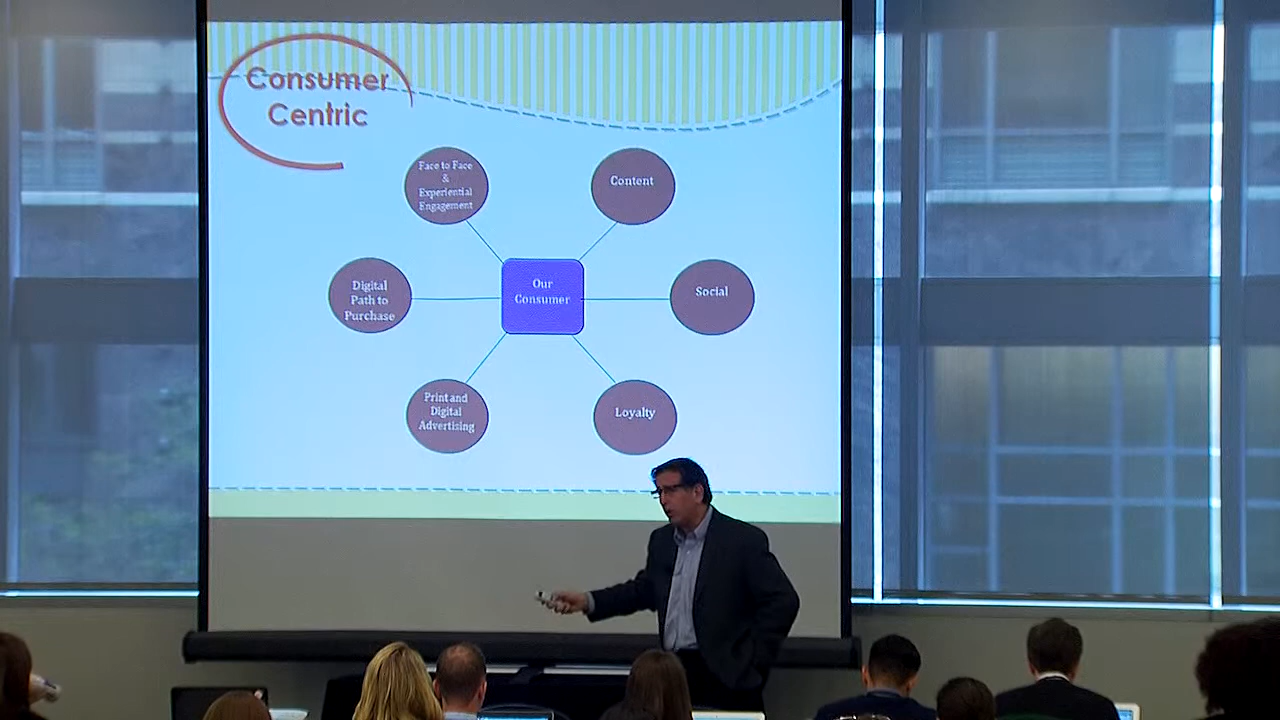 Consumer
Centric
Face to Face
&
Experiential
Engagement
Content
Digital
Path to
Purchase
Our
Consumer
Social
Print and
Digital
Advertising
Loyalty